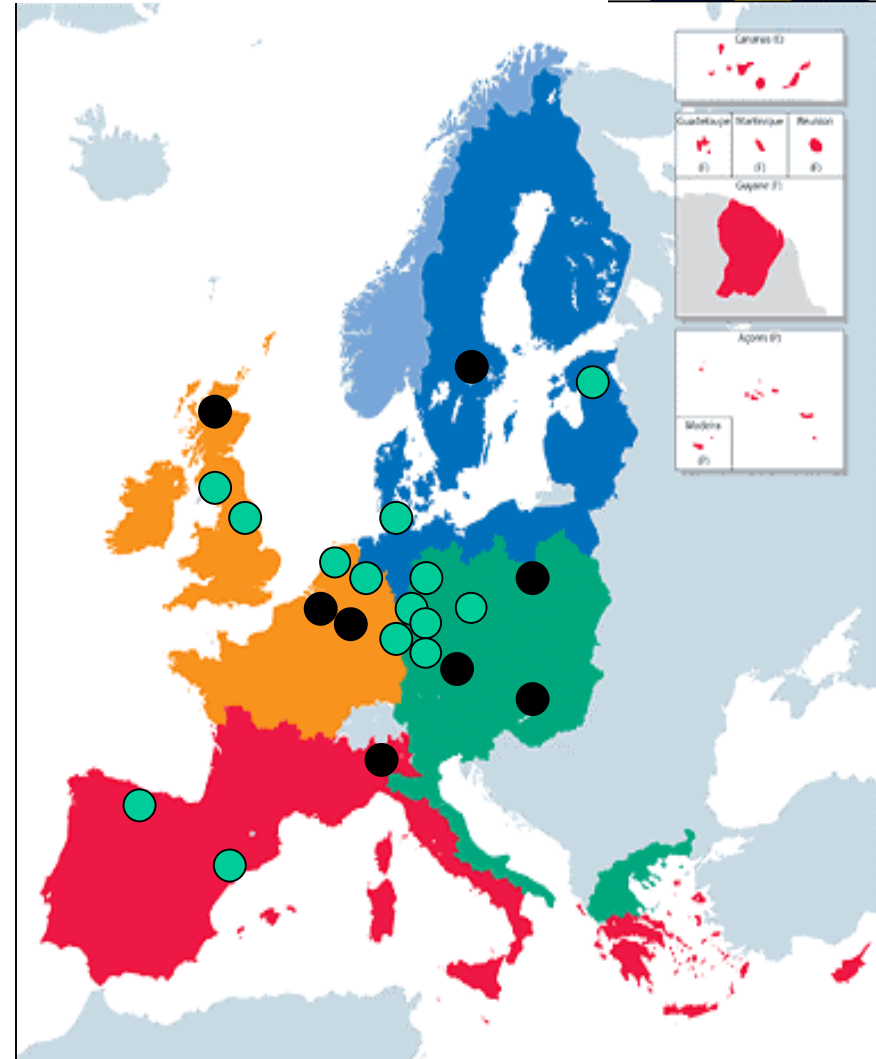 Canarias (E)
Guadeloupe Martinique Réunion
(F) (F) (F)
Guyane (F)
Açores (P)
Madeira
(P)